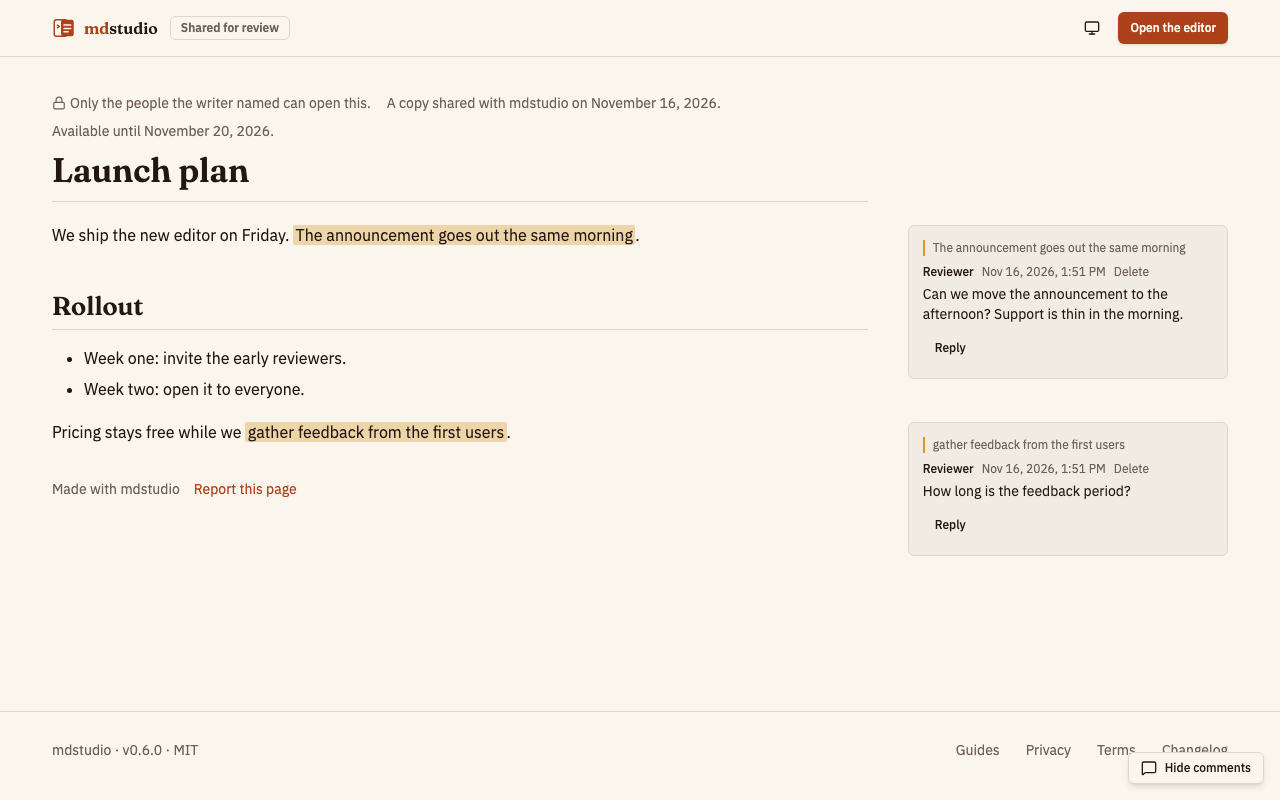 mdstudio Shared for review Open the editor
Only the people the writer named can open this. A copy shared with mdstudio on November 16, 2026.
Available until November 20, 2026.
Launch plan
We ship the new editor on Friday. The announcement goes out the same morning.
Rollout
Week one: invite the early reviewers.
Week two: open it to everyone.
Pricing stays free while we gather feedback from the first users.
Made with mdstudio Report this page
The announcement goes out the same morning
Reviewer Nov 16, 2026, 1:51 PM Delete
Can we move the announcement to the
afternoon? Support is thin in the morning.
Reply
gather feedback from the first users
Reviewer Nov 16, 2026, 1:51 PM Delete
How long is the feedback period?
Reply
mdstudio · v0.6.0 · MIT Guides Privacy Terms Changelog
Hide comments